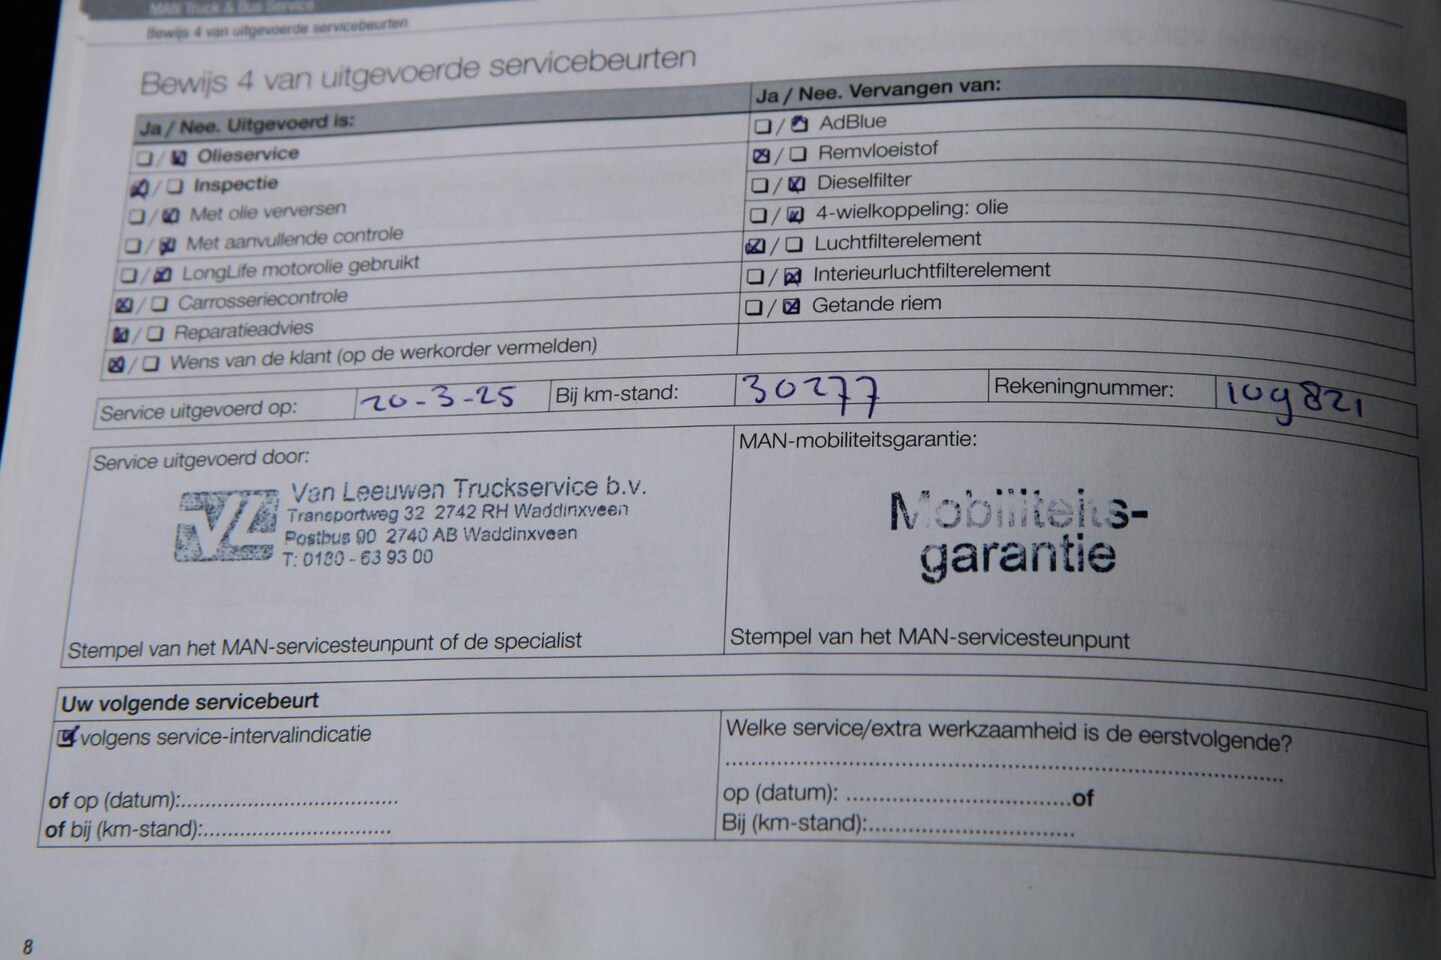 MAN Truck & Bus Service
Bewijs 4 van uitgevoerde servicebeurten
Bewijs 4 van uitgevoerde servicebeurten
Ja / Nee. Uitgevoerd is:
☐ / ☒ Olieservice
☒ / ☐ Inspectie
☐ / ☒ Met olie verversen
☐ / ☒ Met aanvullende controle
☐ / ☒ LongLife motorolie gebruikt
☒ / ☐ Carrosseriecontrole
☒ / ☐ Reparatieadvies
☒ / ☐ Wens van de klant (op de werkorder vermelden)
Ja / Nee. Vervangen van:
☐ / ☒ AdBlue
☒ / ☐ Remvloeistof
☐ / ☒ Dieselfilter
☐ / ☒ 4-wielkoppeling: olie
☒ / ☐ Luchtfilterelement
☐ / ☒ Interieurluchtfilterelement
☐ / ☒ Getande riem
Service uitgevoerd op: 20-3-25 Bij km-stand: 30277 Rekeningnummer: 109821
Service uitgevoerd door:
VL
Van Leeuwen Truckservice b.v.
Transportweg 32 2742 RH Waddinxveen
Postbus 90 2740 AB Waddinxveen
T: 0180 - 63 93 00
Stempel van het MAN-servicesteunpunt of de specialist
MAN-mobiliteitsgarantie:
Mobiliteits-
garantie
Stempel van het MAN-servicesteunpunt
Uw volgende servicebeurt
☒ volgens service-intervalindicatie
of op (datum):....................................
of bij (km-stand):...............................
Welke service/extra werkzaamheid is de eerstvolgende?
................................................................................
op (datum): ....................................of
Bij (km-stand):..................................
8